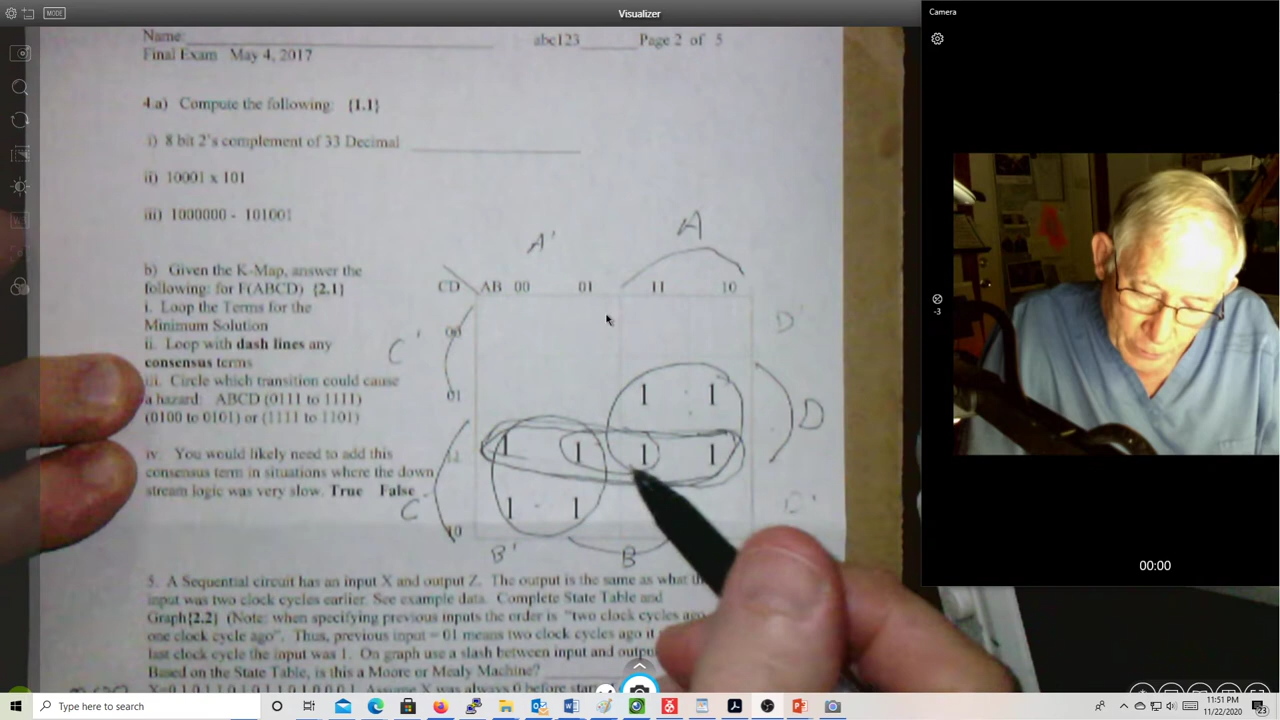 MODE
Visualizer
Camera
Name:
abc123
Page 2 of 5
Final Exam May 4, 2017
4.a) Compute the following: {1.1}
i) 8 bit 2's complement of 33 Decimal
ii) 10001 x 101
iii) 1000000 - 101001
A'
A
b) Given the K-Map, answer the
following: for F(ABCD) {2.1}
i. Loop the Terms for the
Minimum Solution
ii. Loop with dash lines any
consensus terms
iii. Circle which transition could cause
a hazard: ABCD (0111 to 1111)
(0100 to 0101) or (1111 to 1101)
iv. You would likely need to add this
consensus term in situations where the down
stream logic was very slow. True False
CD AB 00 01 11 10
00
C'
D'
01
1 1
D
11
1 1 1 1
C
1 1
10
B'
B
D'
5. A Sequential circuit has an input X and output Z. The output is the same as what
input was two clock cycles earlier. See example data. Complete State Table and
Graph{2.2} (Note: when specifying previous inputs the order is "two clock cycles ago
one clock cycle ago". Thus, previous input = 01 means two clock cycles ago it
last clock cycle the input was 1. On graph use a slash between input and
Based on the State Table, is this a Moore or Mealy Machine?
-3
00:00
Type here to search
11:51 PM
11/22/2020
23